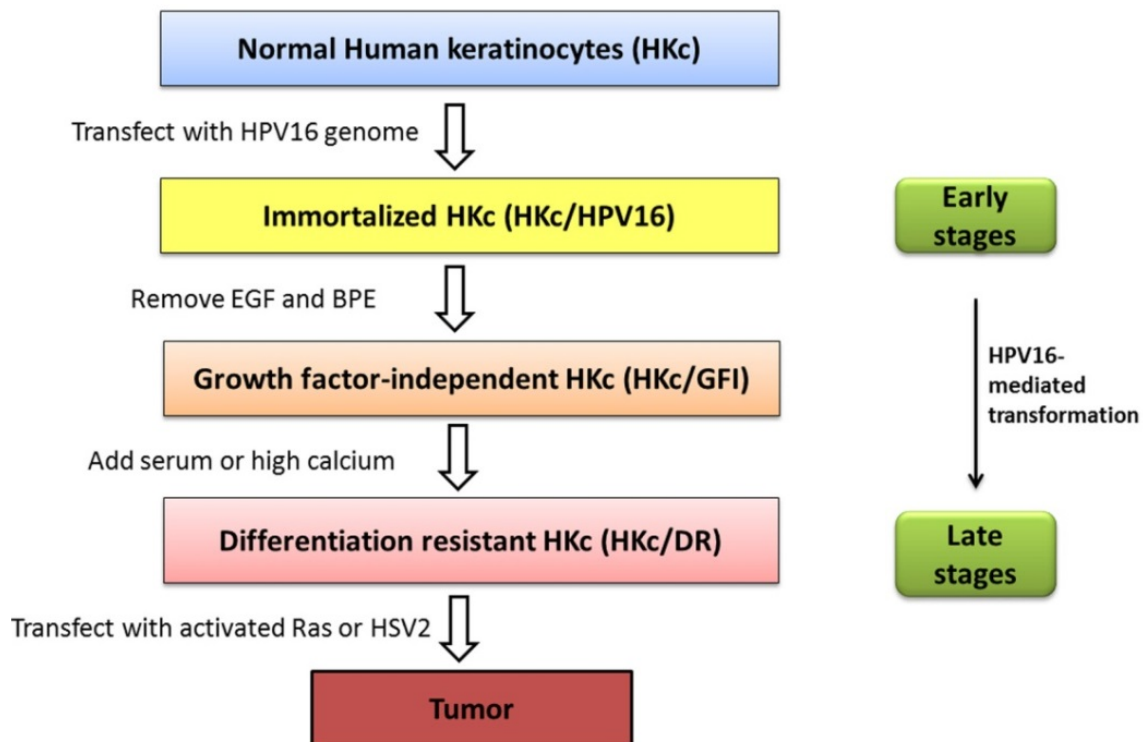 Normal Human keratinocytes (HKc)
Transfect with HPV16 genome
Immortalized HKc (HKc/HPV16)
Early
stages
Remove EGF and BPE
HPV16-
mediated
transformation
Growth factor-independent HKc (HKc/GFI)
Add serum or high calcium
Differentiation resistant HKc (HKc/DR)
Late
stages
Transfect with activated Ras or HSV2
Tumor